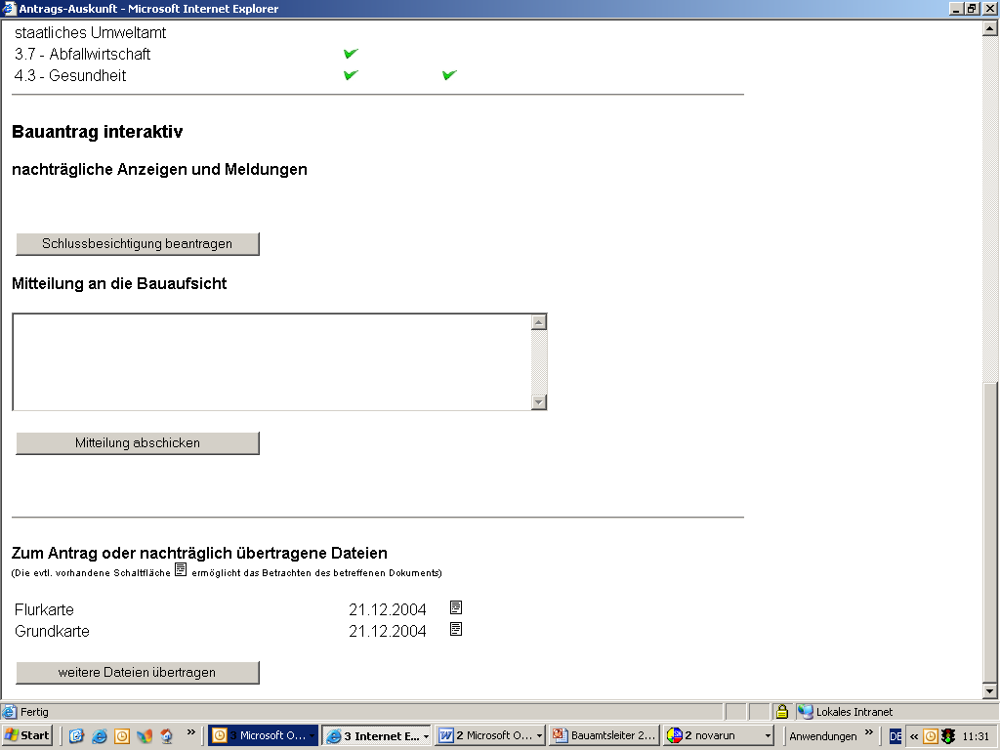 Antrags-Auskunft - Microsoft Internet Explorer
staatliches Umweltamt
3.7 - Abfallwirtschaft
4.3 - Gesundheit
Bauantrag interaktiv
nachträgliche Anzeigen und Meldungen
Schlussbesichtigung beantragen
Mitteilung an die Bauaufsicht
Mitteilung abschicken
Zum Antrag oder nachträglich übertragene Dateien
(Die evtl. vorhandene Schaltfläche ermöglicht das Betrachten des betreffenen Dokuments)
Flurkarte 21.12.2004
Grundkarte 21.12.2004
weitere Dateien übertragen
Fertig Lokales Intranet
Start » 3 Microsoft O... 3 Internet E... 2 Microsoft O... Bauamtsleiter 2... 2 novarun Anwendungen » DE « 11:31